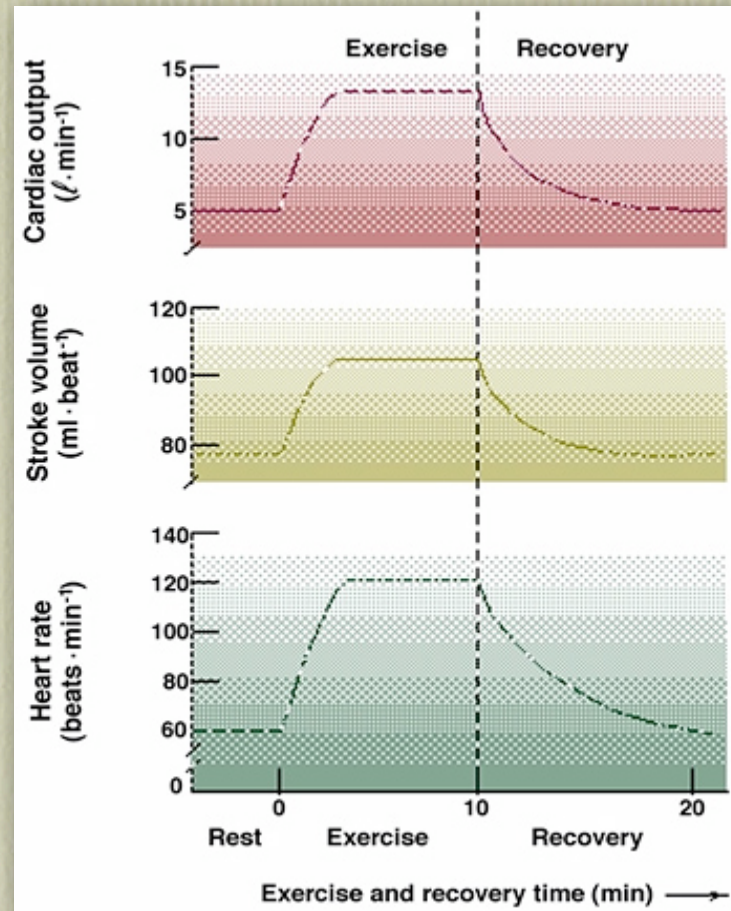 Exercise Recovery
Cardiac output
(ℓ·min⁻¹)
15
10
5
Stroke volume
(ml·beat⁻¹)
120
100
80
Heart rate
(beats·min⁻¹)
140
120
100
80
60
0
0 10 20
Rest Exercise Recovery
Exercise and recovery time (min)